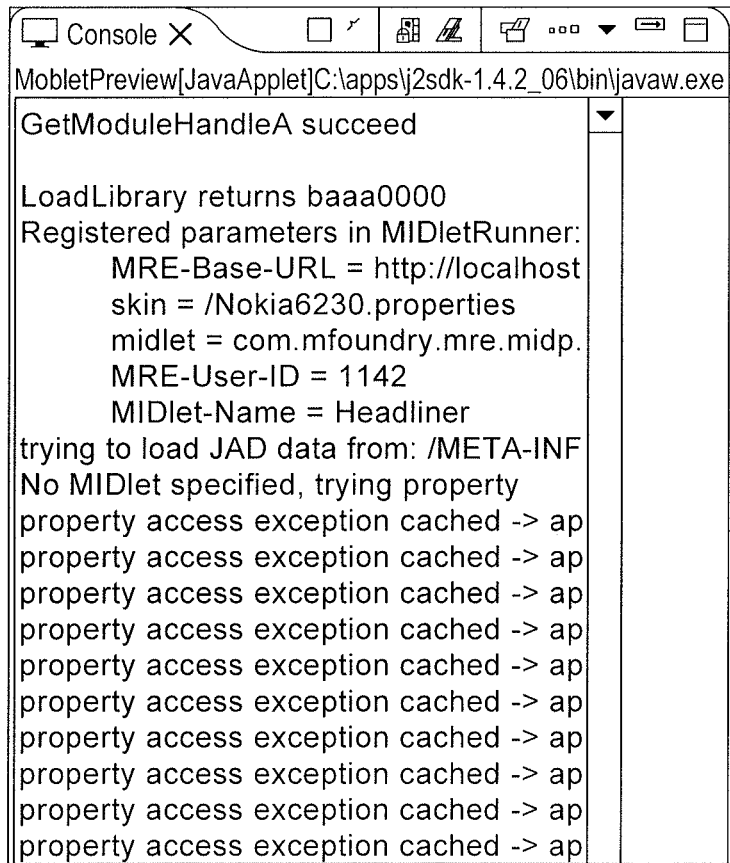 Console
MobletPreview[JavaApplet]C:\apps\j2sdk-1.4.2_06\bin\javaw.exe
GetModuleHandleA succeed
LoadLibrary returns baaa0000
Registered parameters in MIDletRunner:
MRE-Base-URL = http://localhost
skin = /Nokia6230.properties
midlet = com.mfoundry.mre.midp.
MRE-User-ID = 1142
MIDlet-Name = Headliner
trying to load JAD data from: /META-INF
No MIDlet specified, trying property
property access exception cached -> ap
property access exception cached -> ap
property access exception cached -> ap
property access exception cached -> ap
property access exception cached -> ap
property access exception cached -> ap
property access exception cached -> ap
property access exception cached -> ap
property access exception cached -> ap
property access exception cached -> ap